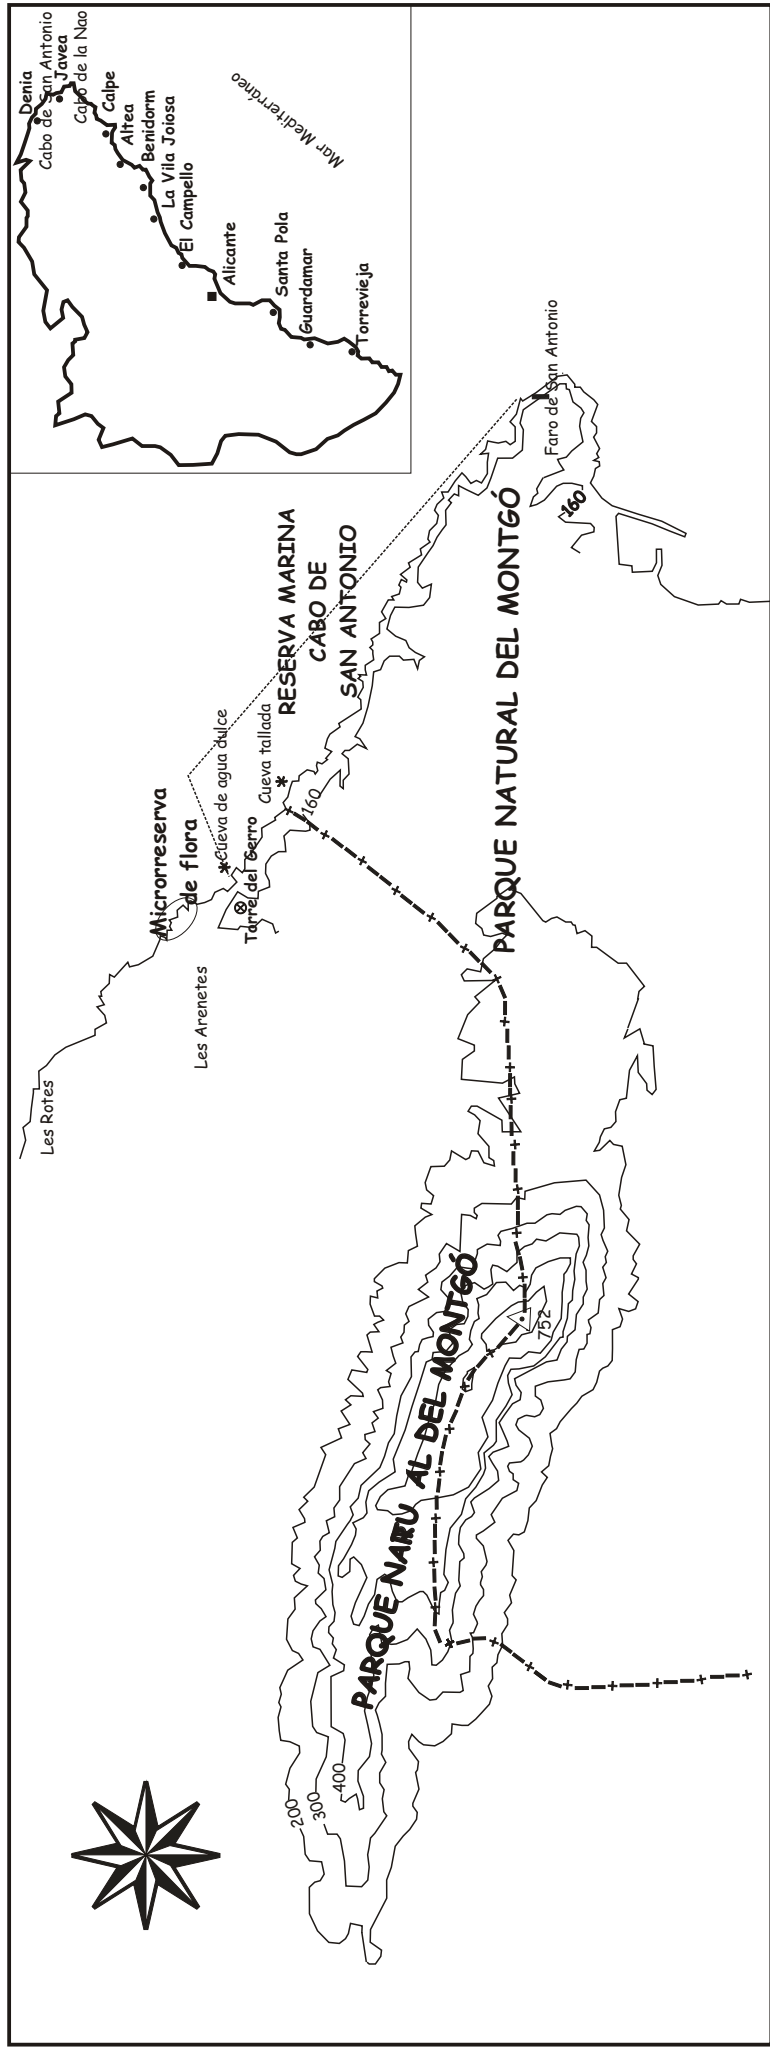 Denia
Cabo de San Antonio
Javea
Cabo de la Nao
Calpe
Altea
Benidorm
La Vila Joiosa
El Campello
Alicante
Santa Pola
Guardamar
Torrevieja
Mar Mediterráneo
Les Rotes
Microrreserva
de flora
Les Arenetes
Cueva de agua dulce
Torre del Gerro
Cueva tallada
160
RESERVA MARINA
CABO DE
SAN ANTONIO
Faro de San Antonio
160
PARQUE NATURAL DEL MONTGÓ
PARQUE NARU AL DEL MONTGÓ
752
200
300
400